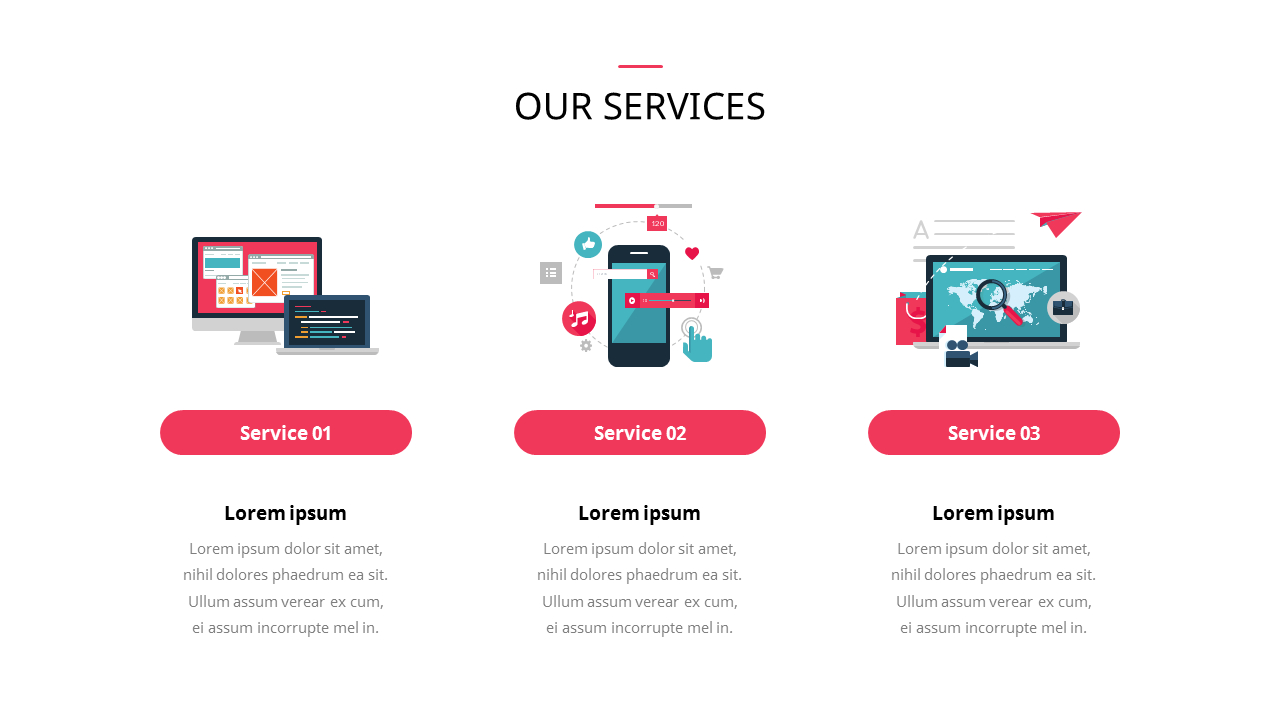 OUR SERVICES
120
A
Service 01
Service 02
Service 03
Lorem ipsum
Lorem ipsum dolor sit amet,
nihil dolores phaedrum ea sit.
Ullum assum verear ex cum,
ei assum incorrupte mel in.
Lorem ipsum
Lorem ipsum dolor sit amet,
nihil dolores phaedrum ea sit.
Ullum assum verear ex cum,
ei assum incorrupte mel in.
Lorem ipsum
Lorem ipsum dolor sit amet,
nihil dolores phaedrum ea sit.
Ullum assum verear ex cum,
ei assum incorrupte mel in.